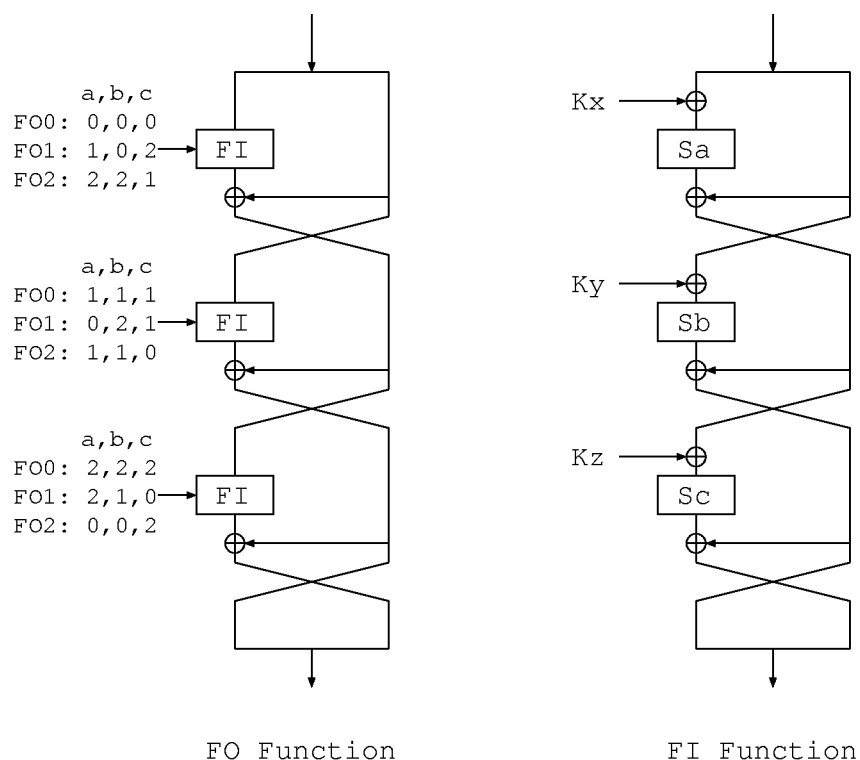 a,b,c
FO0: 0,0,0
FO1: 1,0,2
FO2: 2,2,1
FI
a,b,c
FO0: 1,1,1
FO1: 0,2,1
FO2: 1,1,0
FI
a,b,c
FO0: 2,2,2
FO1: 2,1,0
FO2: 0,0,2
FI
FO Function
Kx
Sa
Ky
Sb
Kz
Sc
FI Function